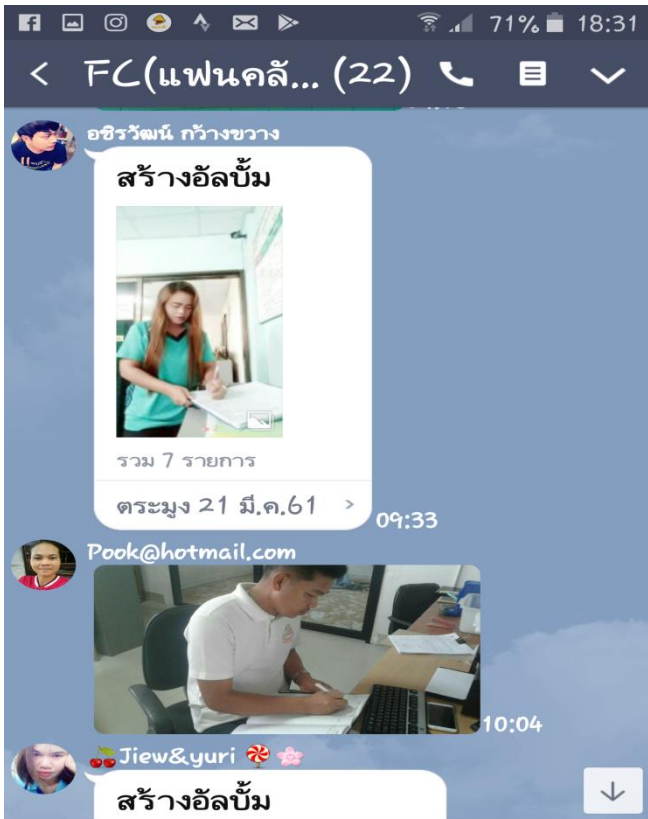 71% 18:31
FC(แฟนคลั... (22)
อชิรวัฒน์ กว้างขวาง
สร้างอัลบั้ม
รวม 7 รายการ
ตระมูง 21 มี.ค.61
09:33
Pook@hotmail.com
10:04
Jiew&yuri
สร้างอัลบั้ม